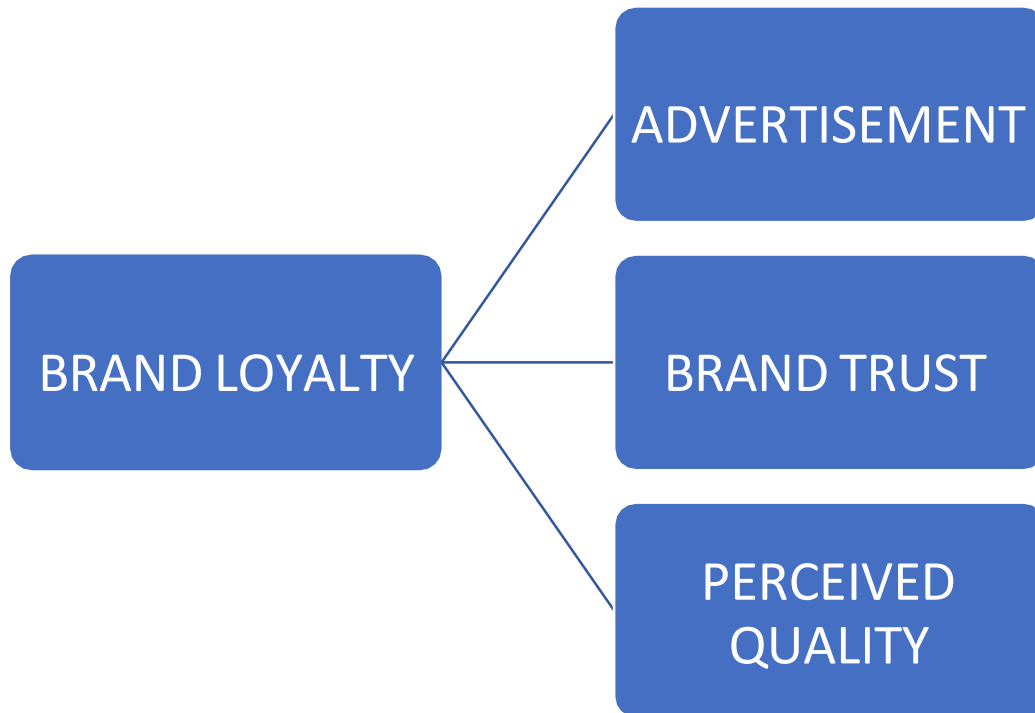 ADVERTISEMENT
BRAND LOYALTY
BRAND TRUST
PERCEIVED
QUALITY